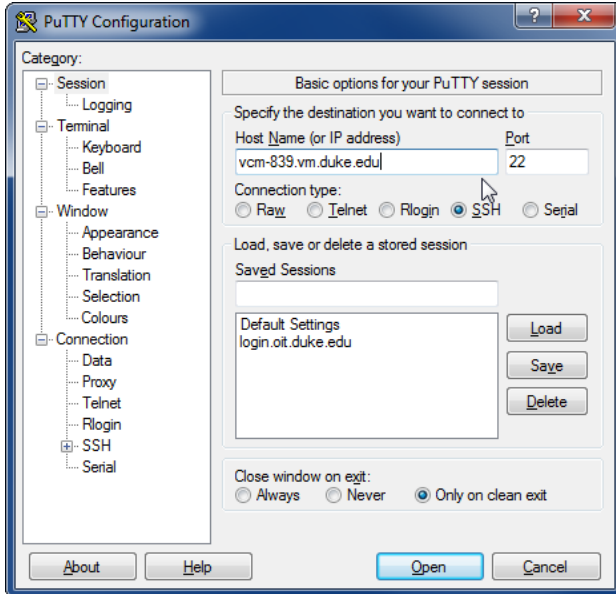 PuTTY Configuration
?
X
Category:
Session
Logging
Terminal
Keyboard
Bell
Features
Window
Appearance
Behaviour
Translation
Selection
Colours
Connection
Data
Proxy
Telnet
Rlogin
SSH
Serial
Basic options for your PuTTY session
Specify the destination you want to connect to
Host Name (or IP address) Port
vcm-839.vm.duke.edu 22
Connection type:
Raw Telnet Rlogin SSH Serial
Load, save or delete a stored session
Saved Sessions
Default Settings
login.oit.duke.edu
Load
Save
Delete
Close window on exit:
Always Never Only on clean exit
About Help Open Cancel